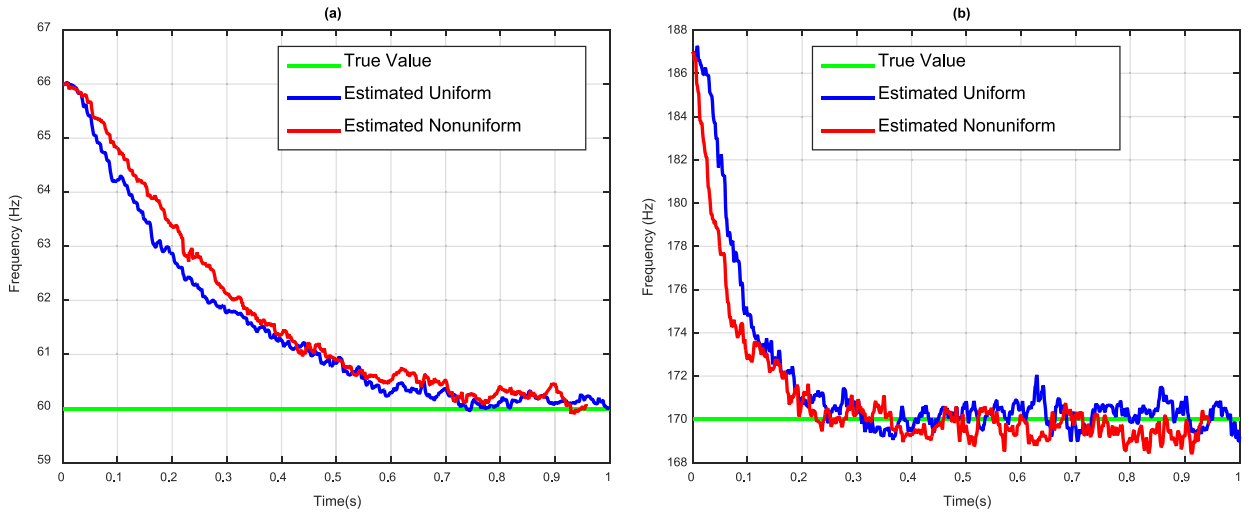 (a)
67
66
65
64
63
62
61
60
59
Frequency (Hz)
True Value
Estimated Uniform
Estimated Nonuniform
0 0.1 0.2 0.3 0.4 0.5 0.6 0.7 0.8 0.9 1
Time(s)
(b)
188
186
184
182
180
178
176
174
172
170
168
Frequency (Hz)
True Value
Estimated Uniform
Estimated Nonuniform
0 0.1 0.2 0.3 0.4 0.5 0.6 0.7 0.8 0.9 1
Time(s)